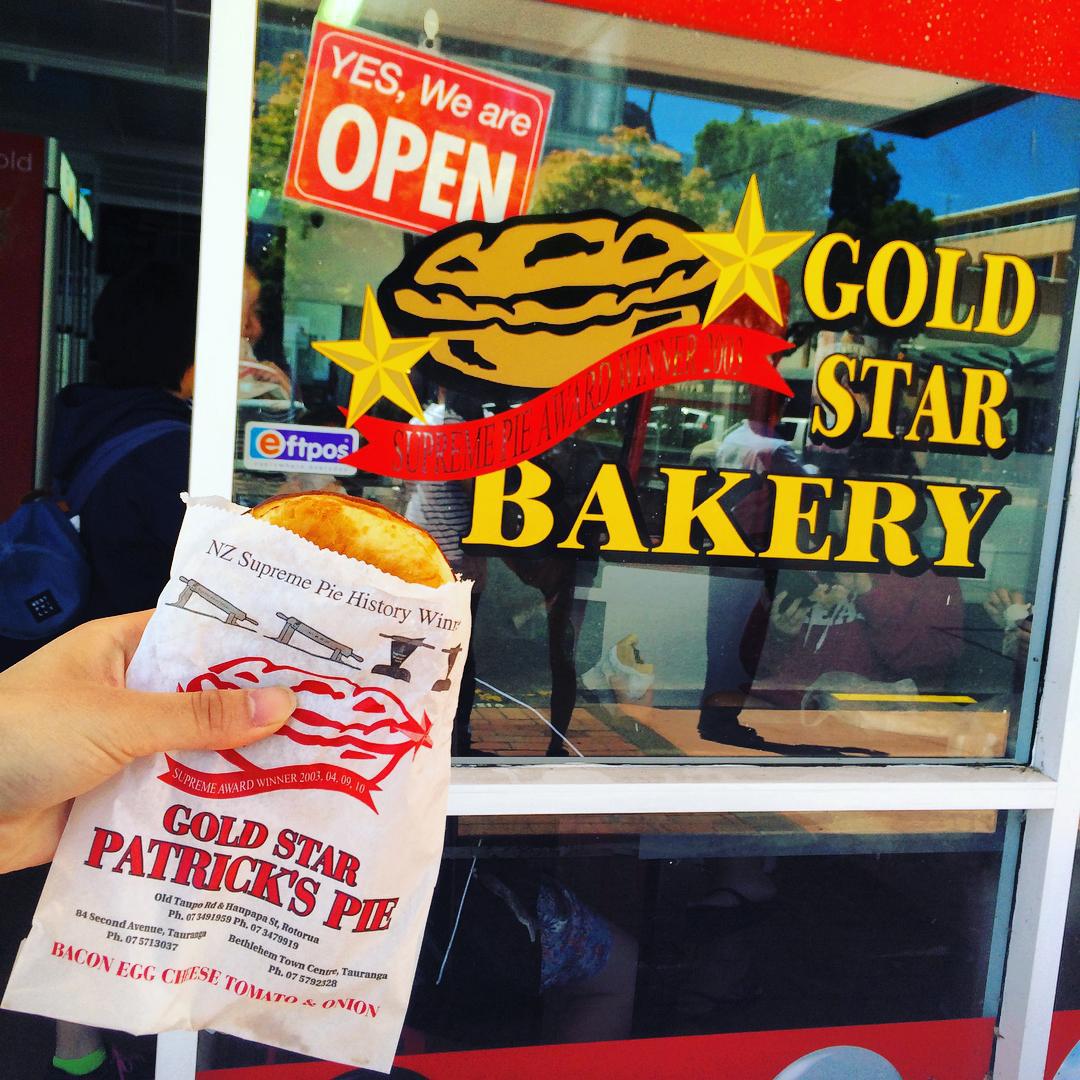 old
YES, We are
OPEN
GOLD
STAR
BAKERY
SUPREME PIE AWARD WINNER 2003
eftpos
NZ Supreme Pie History Winn
SUPREME AWARD WINNER 2003, 04, 09, 10
GOLD STAR
PATRICK'S PIE
Old Taupo Rd & Haupapa St, Rotorua
Ph. 07 3491959 Ph. 07 3479919
84 Second Avenue, Tauranga
Ph. 07 5713037
Bethlehem Town Centre, Tauranga
Ph. 07 5792328
BACON EGG CHEESE TOMATO & ONION